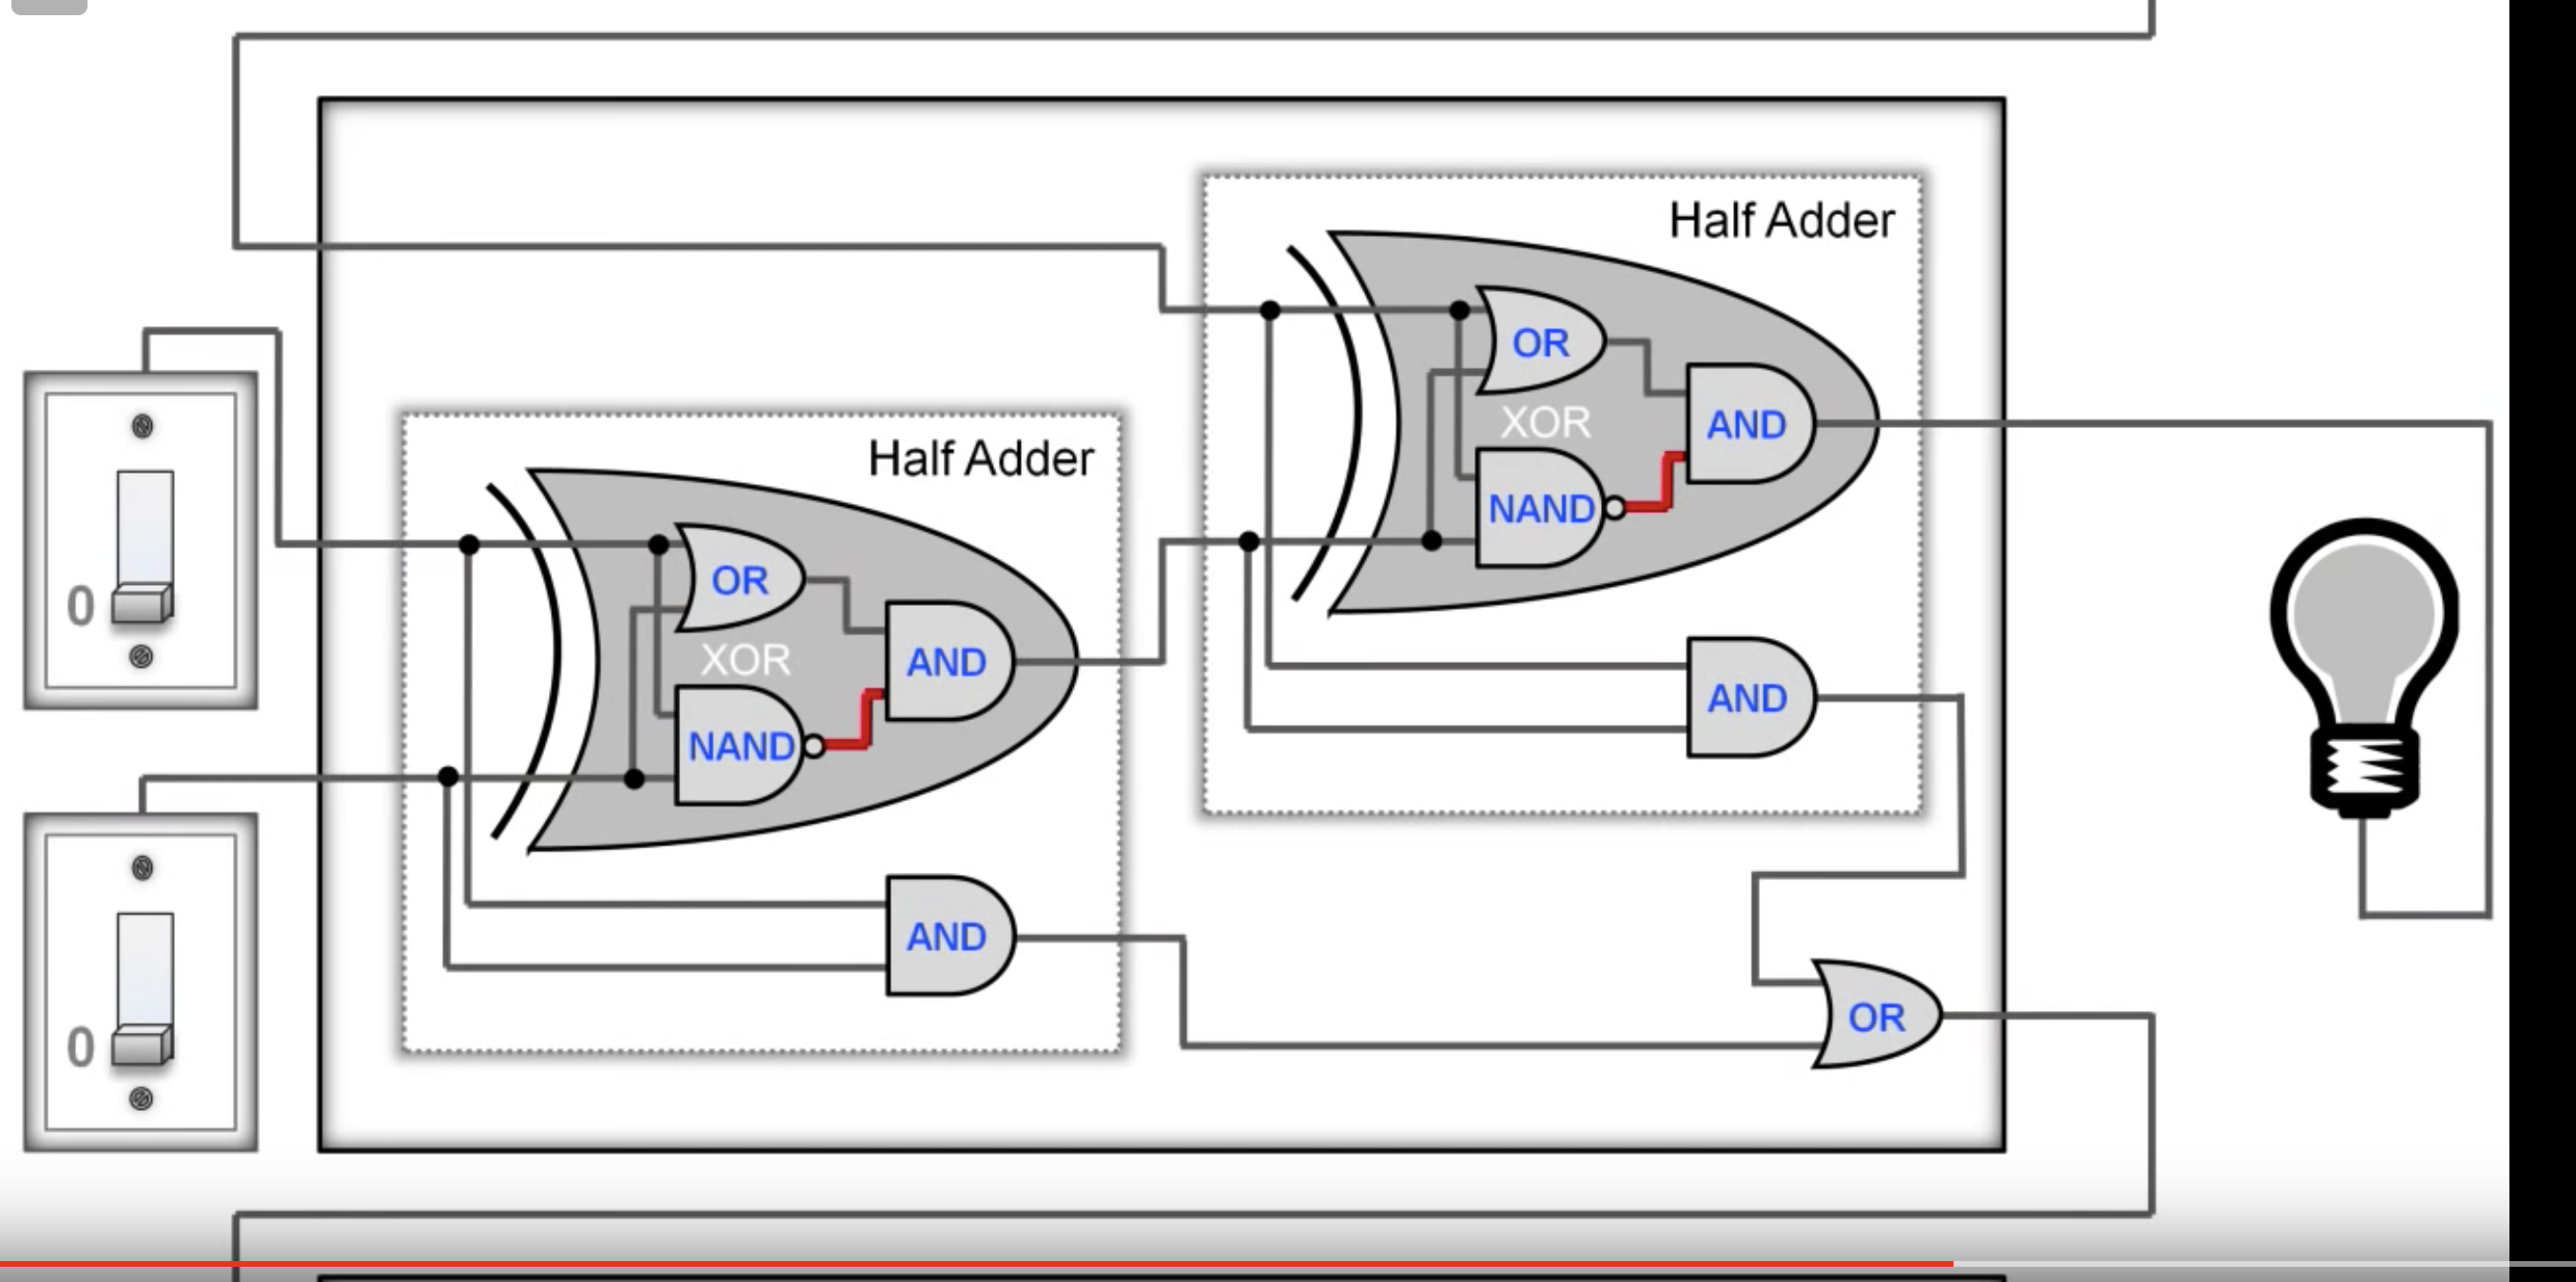 Half Adder
OR
XOR
AND
NAND
Half Adder
OR
0
XOR
AND
AND
NAND
AND
OR
0